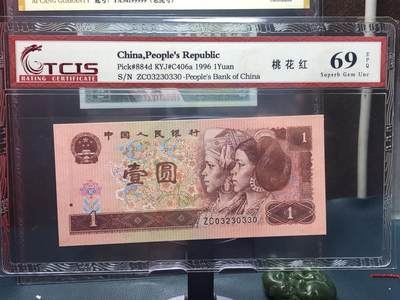 TCIS
RATING CERTIFICATE
China,People's Republic
Pick#884d KYJ#C406a 1996 1Yuan
S/N ZC03230330-People's Bank of China
桃花红
69 EPQ
Superb Gem Unc
中国人民银行
1
壹圆
ZC03230330
1
1